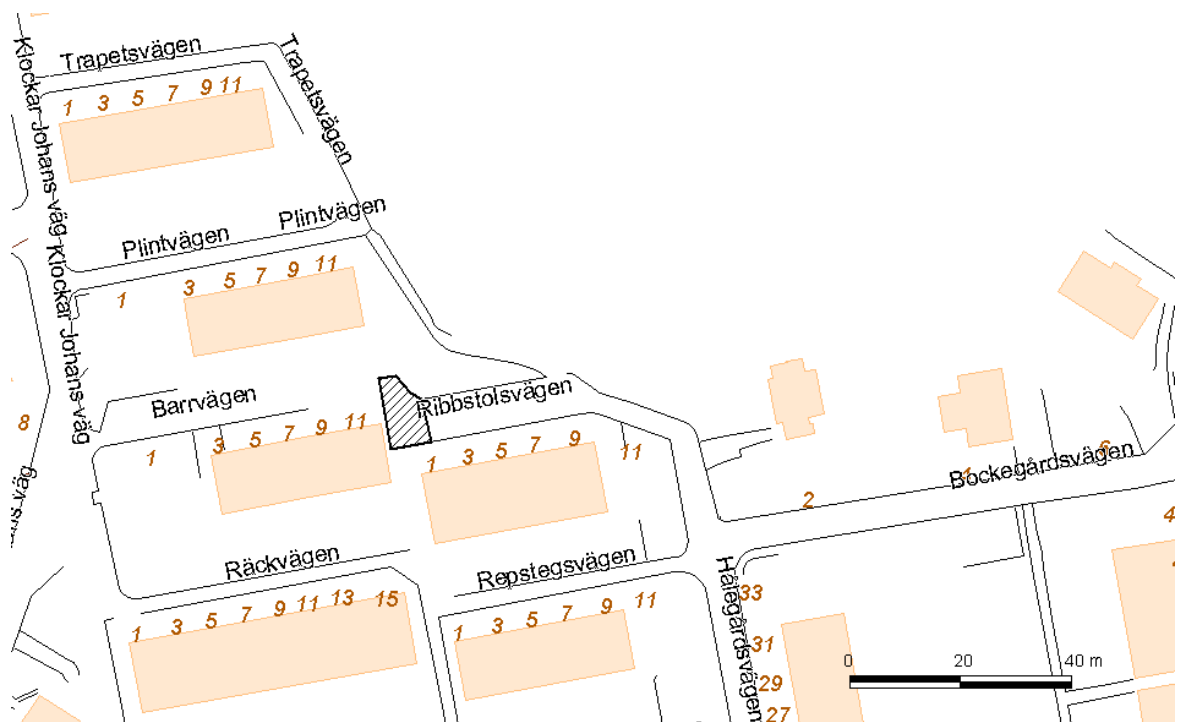 Trapetsvägen
Trapetsvägen
Klockar Johans väg
1 3 5 7 9 11
Plintvägen
Plintvägen
Klockar Johans väg
1 3 5 7 9 11
Barrvägen
Ribbstolsvägen
8
1 3 5 7 9 11
1 3 5 7 9 11
Bockegårdsvägen
2
6
4
Räckvägen
Repstegsvägen
Hålegårdsvägen
1 3 5 7 9 11 13 15
1 3 5 7 9 11
33
31
29
27
0 20 40 m